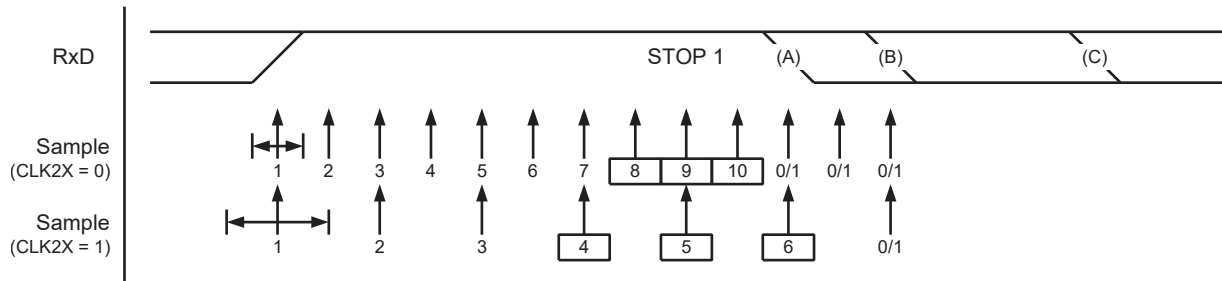 RxD
STOP 1
(A)
(B)
(C)
Sample
(CLK2X = 0)
1 2 3 4 5 6 7 8 9 10 0/1 0/1 0/1
Sample
(CLK2X = 1)
1 2 3 4 5 6 0/1